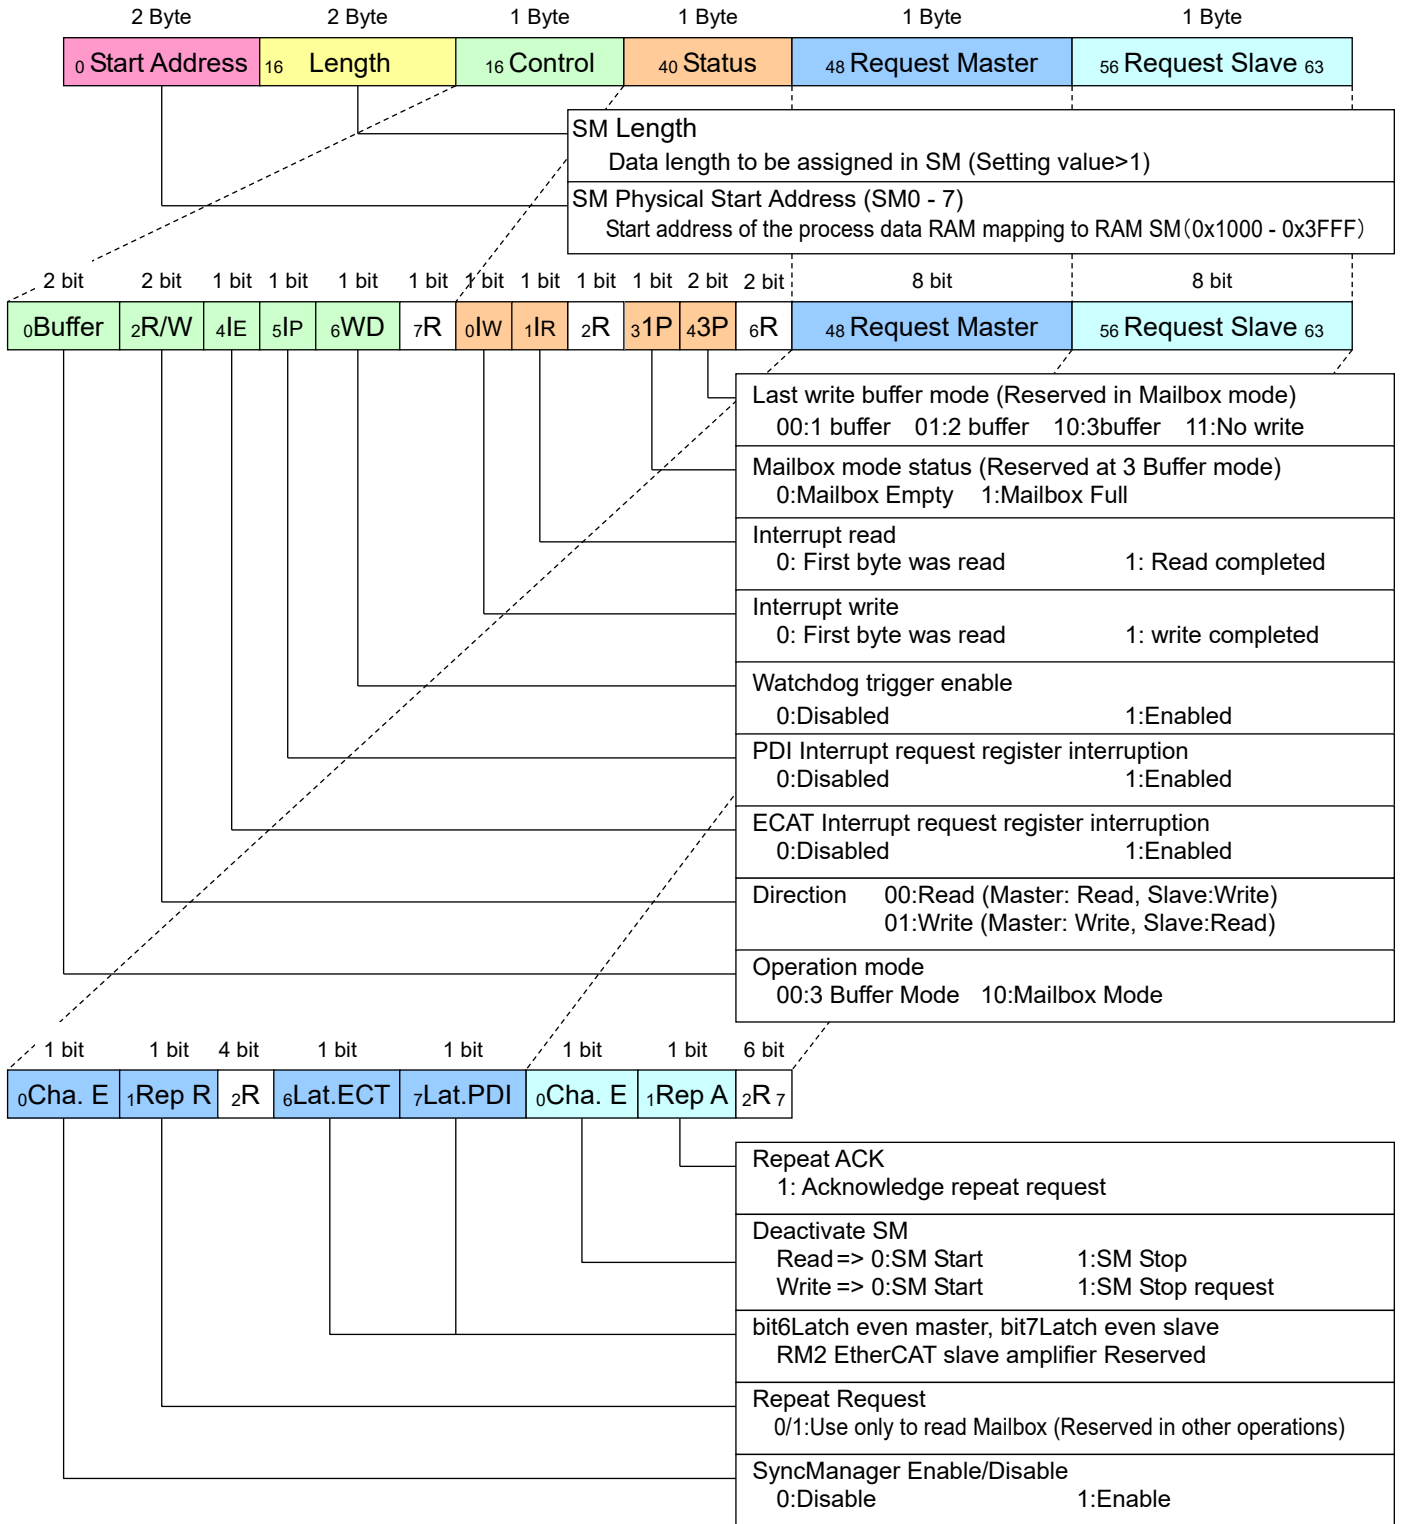 2 Byte 2 Byte 1 Byte 1 Byte 1 Byte 1 Byte
0 Start Address 16 Length 16 Control 40 Status 48 Request Master 56 Request Slave 63
SM Length
Data length to be assigned in SM (Setting value>1)
SM Physical Start Address (SM0 - 7)
Start address of the process data RAM mapping to RAM SM（0x1000 - 0x3FFF）
2 bit 2 bit 1 bit 1 bit 1 bit 1 bit 1 bit 1 bit 1 bit 1 bit 2 bit 2 bit 8 bit 8 bit
0Buffer 2R/W 4IE 5IP 6WD 7R 0IW 1IR 2R 31P 43P 6R 48 Request Master 56 Request Slave 63
Last write buffer mode (Reserved in Mailbox mode)
00:1 buffer 01:2 buffer 10:3buffer 11:No write
Mailbox mode status (Reserved at 3 Buffer mode)
0:Mailbox Empty 1:Mailbox Full
Interrupt read
0: First byte was read 1: Read completed
Interrupt write
0: First byte was read 1: write completed
Watchdog trigger enable
0:Disabled 1:Enabled
PDI Interrupt request register interruption
0:Disabled 1:Enabled
ECAT Interrupt request register interruption
0:Disabled 1:Enabled
Direction 00:Read (Master: Read, Slave:Write)
01:Write (Master: Write, Slave:Read)
Operation mode
00:3 Buffer Mode 10:Mailbox Mode
1 bit 1 bit 4 bit 1 bit 1 bit 1 bit 1 bit 6 bit
0Cha. E 1Rep R 2R 6Lat.ECT 7Lat.PDI 0Cha. E 1Rep A 2R 7
Repeat ACK
1: Acknowledge repeat request
Deactivate SM
Read => 0:SM Start 1:SM Stop
Write => 0:SM Start 1:SM Stop request
bit6Latch even master, bit7Latch even slave
RM2 EtherCAT slave amplifier Reserved
Repeat Request
0/1:Use only to read Mailbox (Reserved in other operations)
SyncManager Enable/Disable
0:Disable 1:Enable